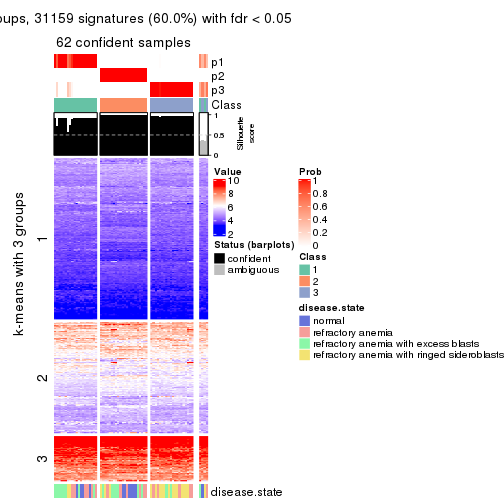 oups, 31159 signatures (60.0%) with fdr < 0.05
62 confident samples
p1
p2
p3
Class
1
0.5
0
Silhouette
score
k-means with 3 groups
1
2
3
disease.state
Value
10
8
6
4
2
Status (barplots)
confident
ambiguous
Prob
1
0.8
0.6
0.4
0.2
0
Class
1
2
3
disease.state
normal
refractory anemia
refractory anemia with excess blasts
refractory anemia with ringed sideroblasts